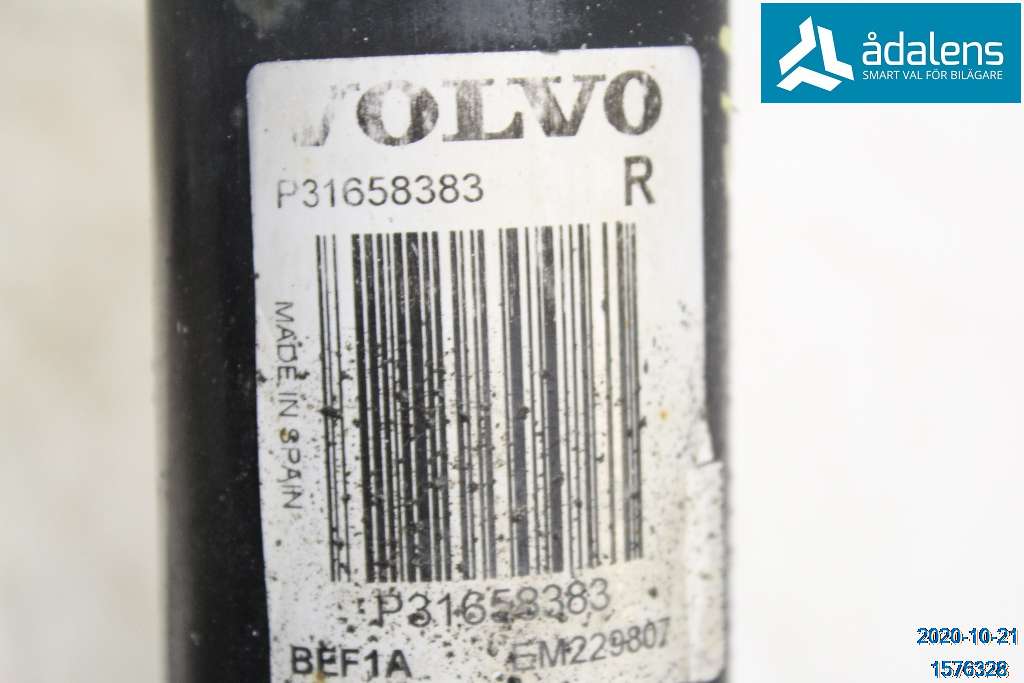 ådalens
SMART VAL FÖR BILÄGARE
VOLVO
P31658383 R
MADE IN SPAIN
P31658383
BEF1A EM229807
2020-10-21
1576328